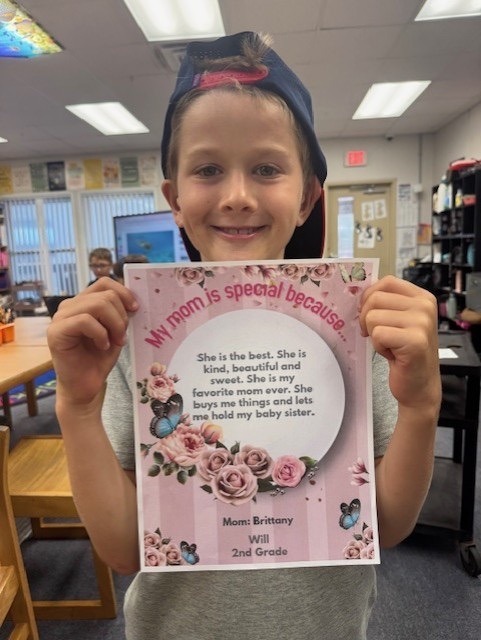 My mom is special because...
She is the best. She is
kind, beautiful and
sweet. She is my
favorite mom ever. She
buys me things and lets
me hold my baby sister.
Mom: Brittany
Will
2nd Grade
EXIT